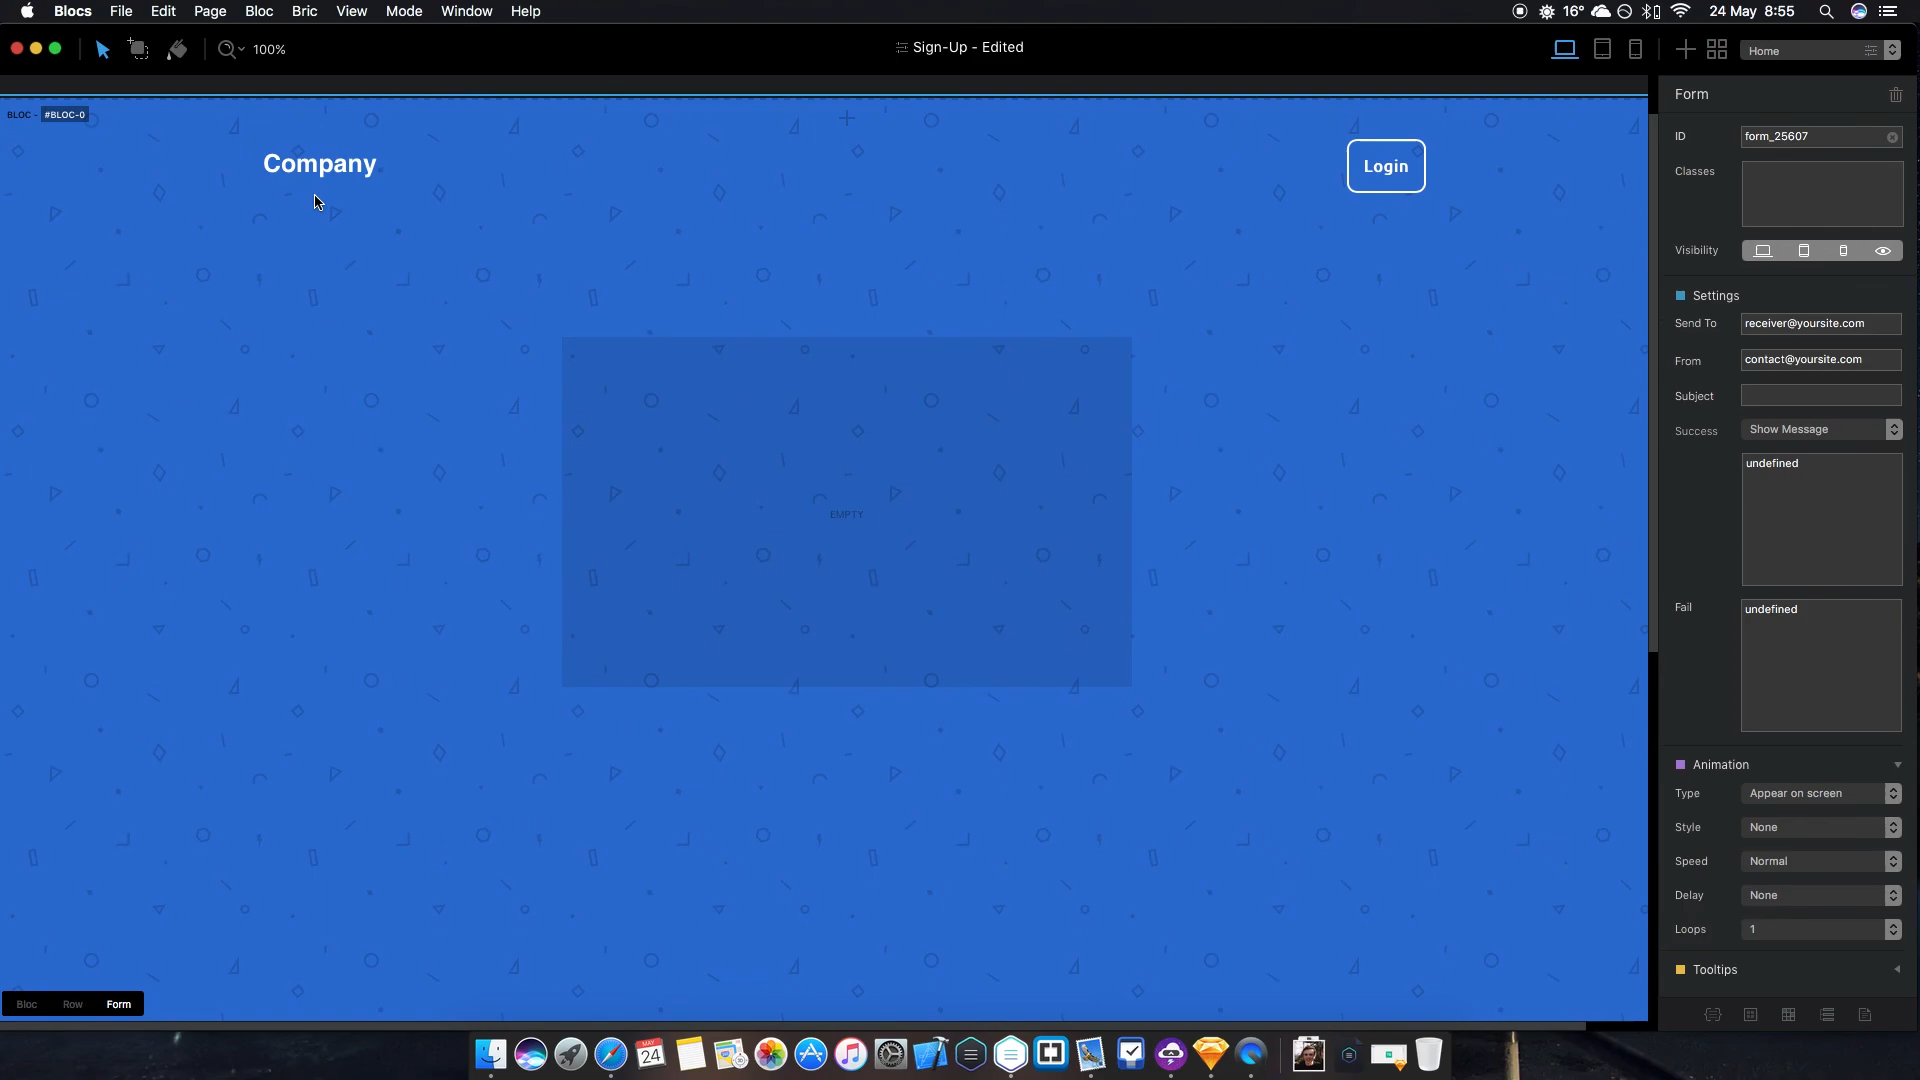 Blocs File Edit Page Bloc Bric View Mode Window Help 16° 24 May 8:55
100% Sign-Up - Edited Home
Form
BLOC - #BLOC-0
Company
Login
ID form_25607
Classes
Visibility
Settings
Send To receiver@yoursite.com
From contact@yoursite.com
Subject
Success Show Message
undefined
EMPTY
Fail undefined
Animation
Type Appear on screen
Style None
Speed Normal
Delay None
Loops 1
Tooltips
Bloc Row Form
MAY
24